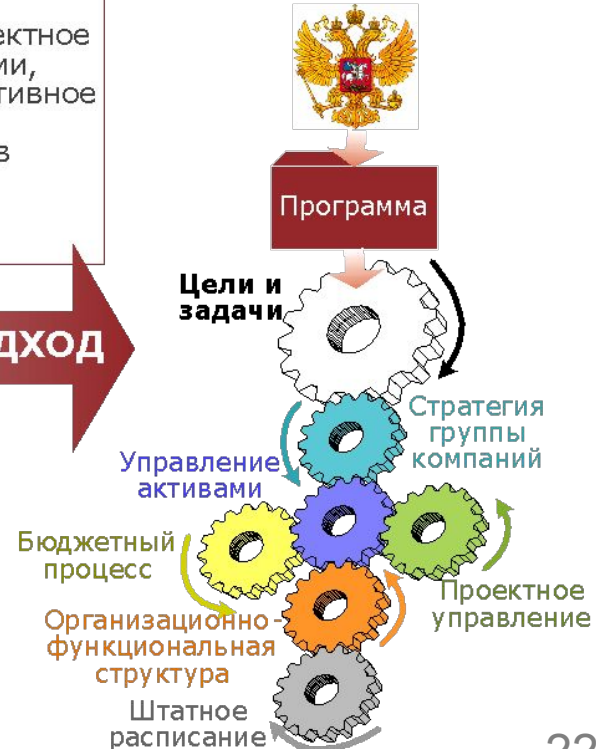 ектное
ми,
тивное
в
Программа
Цели и
задачи
дход
Стратегия
группы
компаний
Управление
активами
Бюджетный
процесс
Проектное
управление
Организационно-
функциональная
структура
Штатное
расписание
22